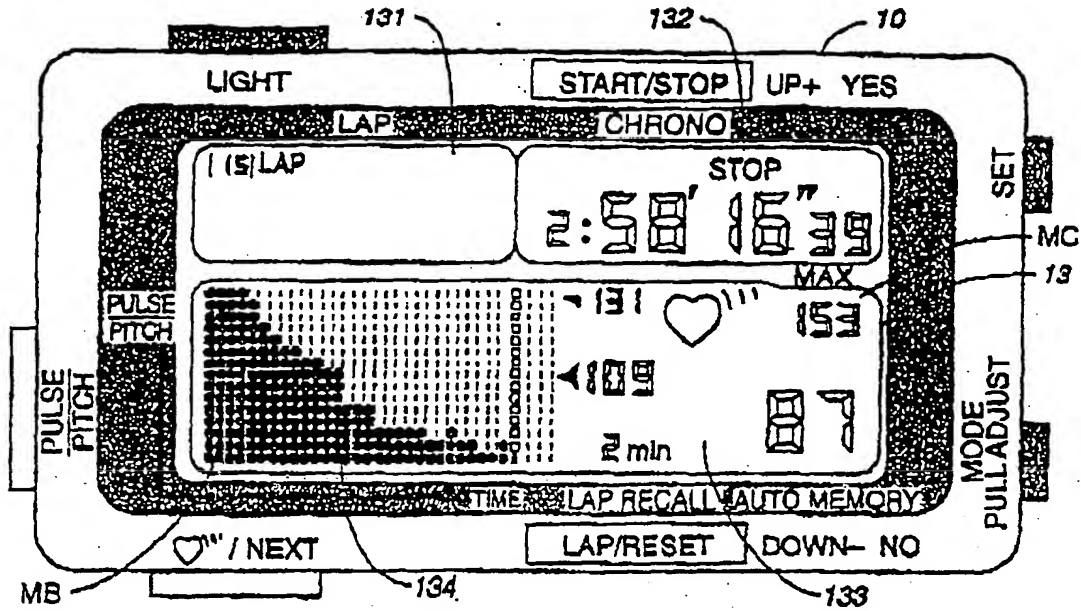 131
132
10
LIGHT
START/STOP UP+ YES
LAP
CHRONO
SET
LAP
STOP
2:58' 16" 39
MC
MAX
13
PULSE
PITCH
131
153
PULSE
PITCH
109
87
2 min
MODE
PULL ADJUST
TIME LAP RECALL AUTO MEMORY
/ NEXT
LAP/RESET DOWN– NO
MB
134
133